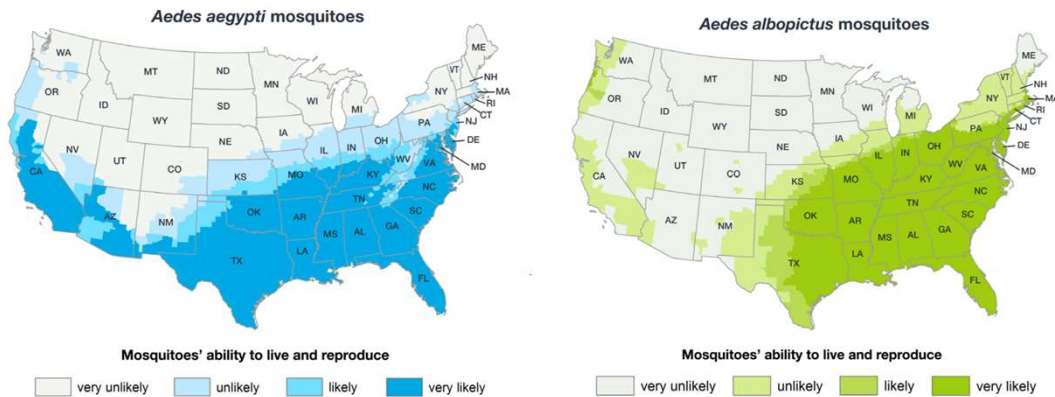 Aedes aegypti mosquitoes
WA
MT
ND
MN
ME
VT
NH
MA
RI
CT
NY
OR
ID
SD
WI
MI
WY
PA
NJ
IA
NE
OH
DE
IL
IN
NV
UT
CO
WV
MD
VA
KS
MO
KY
CA
NC
TN
AZ
NM
OK
AR
SC
MS
AL
GA
TX
LA
FL
Mosquitoes' ability to live and reproduce
very unlikely
unlikely
likely
very likely
Aedes albopictus mosquitoes
ME
WA
VT
MT
ND
MN
NH
MA
NY
OR
ID
SD
WI
MI
RI
CT
WY
PA
NJ
IA
NE
OH
DE
IL
IN
NV
UT
CO
WV
VA
MD
KS
MO
KY
CA
NC
TN
OK
AR
SC
AZ
NM
MS
AL
GA
TX
LA
FL
Mosquitoes' ability to live and reproduce
very unlikely
unlikely
likely
very likely